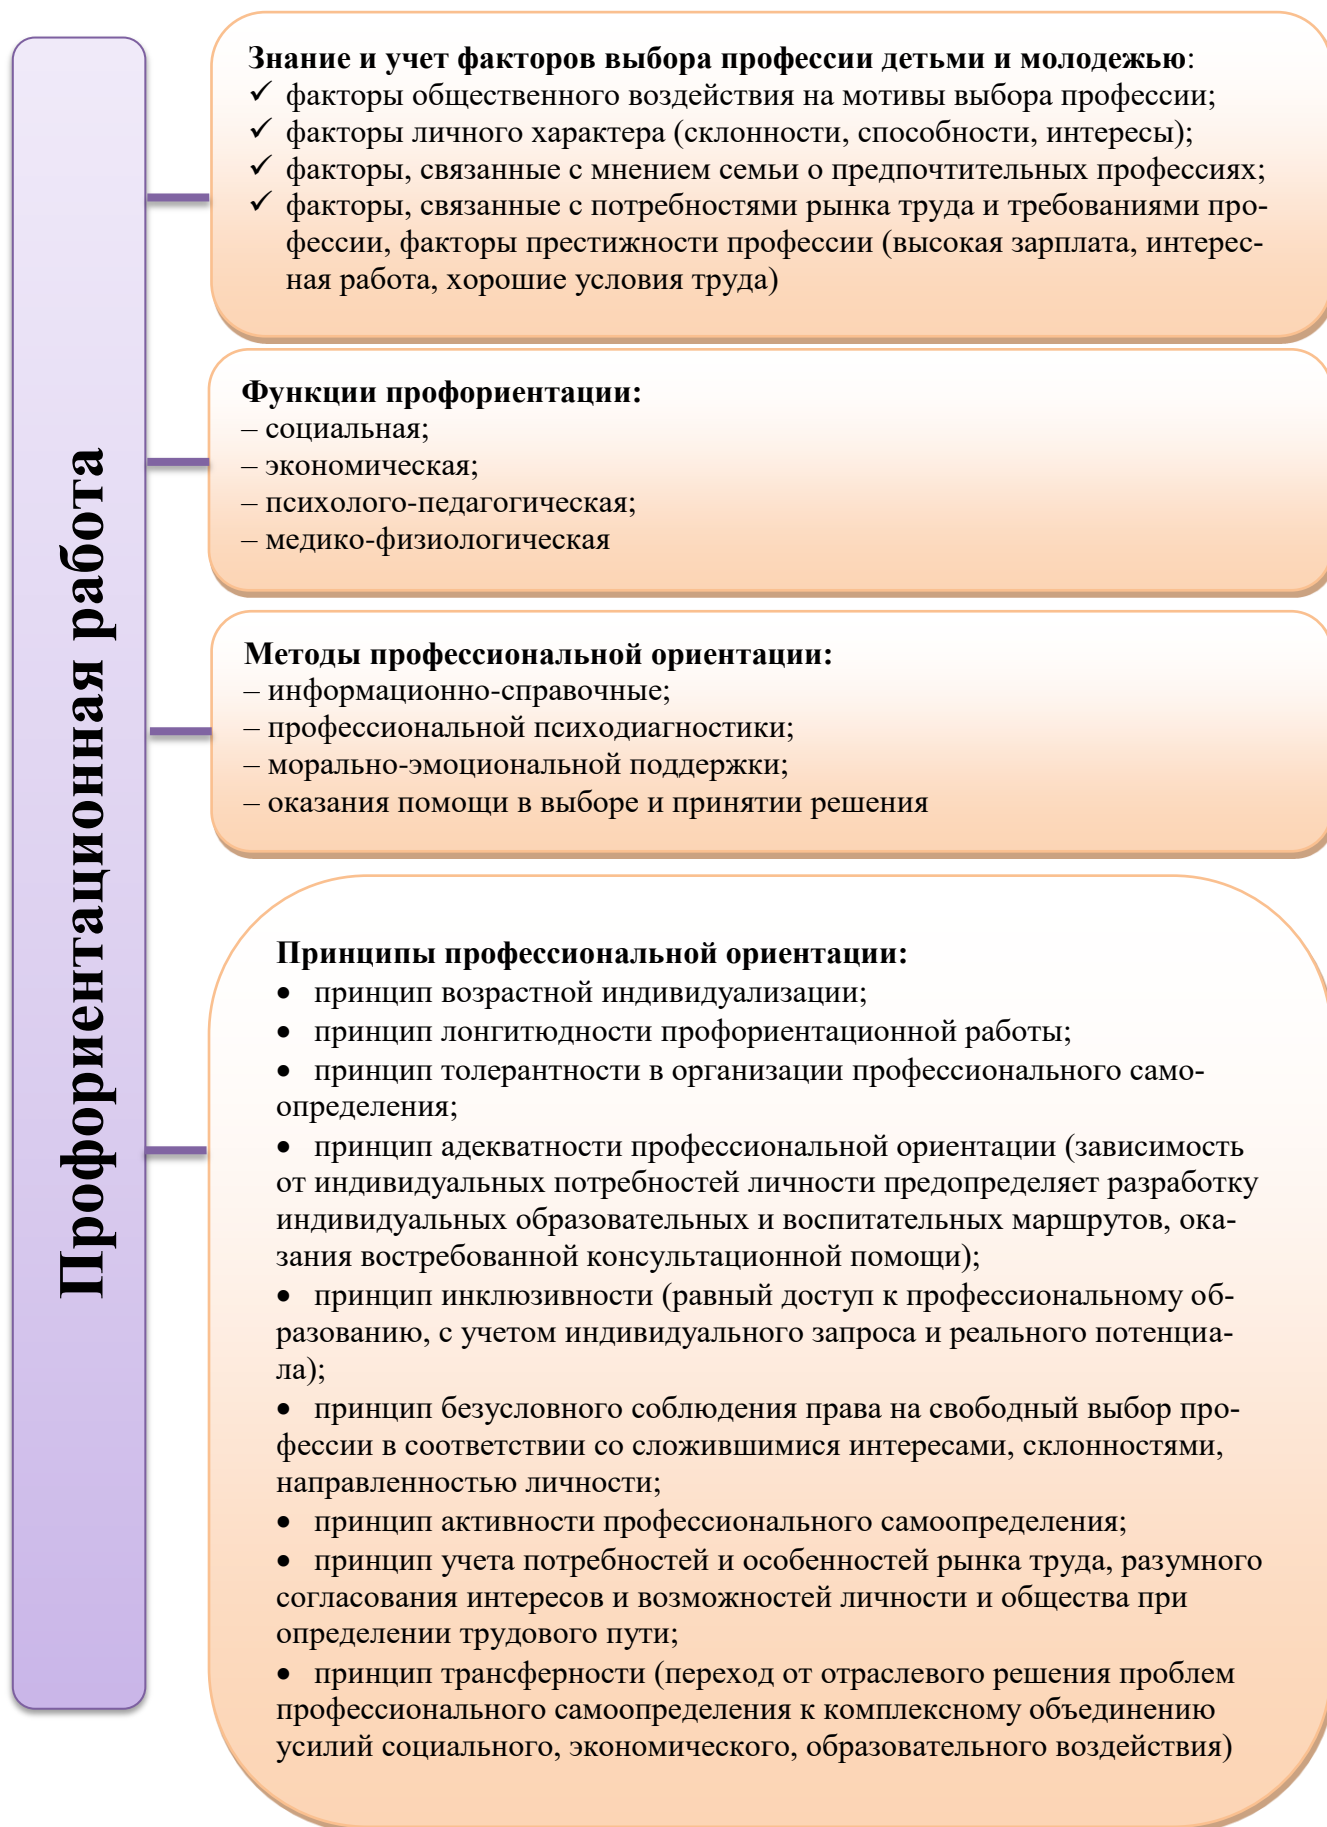 Профориентационная работа
Знание и учет факторов выбора профессии детьми и молодежью:
✓ факторы общественного воздействия на мотивы выбора профессии;
✓ факторы личного характера (склонности, способности, интересы);
✓ факторы, связанные с мнением семьи о предпочтительных профессиях;
✓ факторы, связанные с потребностями рынка труда и требованиями про-
фессии, факторы престижности профессии (высокая зарплата, интерес-
ная работа, хорошие условия труда)
Функции профориентации:
– социальная;
– экономическая;
– психолого-педагогическая;
– медико-физиологическая
Методы профессиональной ориентации:
– информационно-справочные;
– профессиональной психодиагностики;
– морально-эмоциональной поддержки;
– оказания помощи в выборе и принятии решения
Принципы профессиональной ориентации:
• принцип возрастной индивидуализации;
• принцип лонгитюдности профориентационной работы;
• принцип толерантности в организации профессионального само-
определения;
• принцип адекватности профессиональной ориентации (зависимость
от индивидуальных потребностей личности предопределяет разработку
индивидуальных образовательных и воспитательных маршрутов, ока-
зания востребованной консультационной помощи);
• принцип инклюзивности (равный доступ к профессиональному об-
разованию, с учетом индивидуального запроса и реального потенциа-
ла);
• принцип безусловного соблюдения права на свободный выбор про-
фессии в соответствии со сложившимися интересами, склонностями,
направленностью личности;
• принцип активности профессионального самоопределения;
• принцип учета потребностей и особенностей рынка труда, разумного
согласования интересов и возможностей личности и общества при
определении трудового пути;
• принцип трансферности (переход от отраслевого решения проблем
профессионального самоопределения к комплексному объединению
усилий социального, экономического, образовательного воздействия)